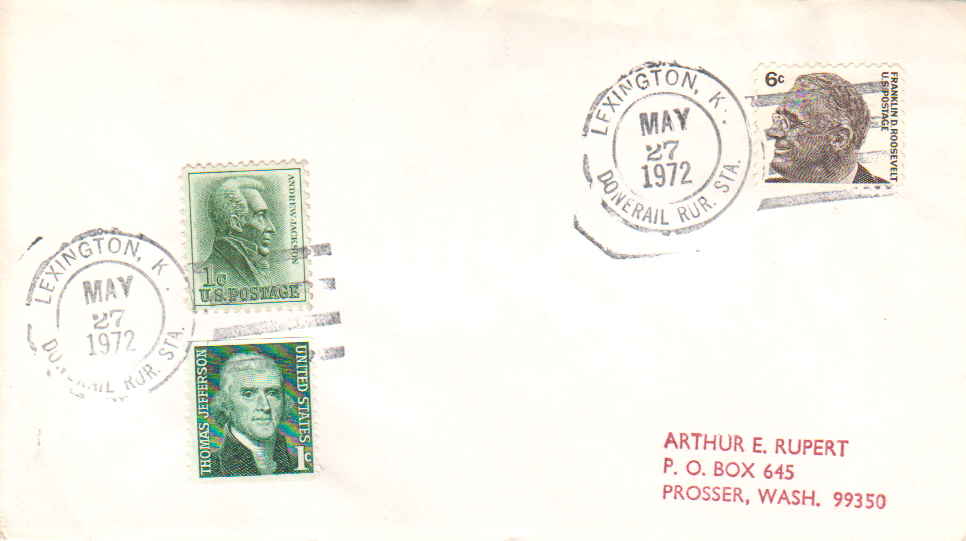 LEXINGTON, K.
MAY
27
1972
DONERAIL RUR. STA.
6c
FRANKLIN D. ROOSEVELT
U.S. POSTAGE
ANDREW JACKSON
1c
U.S. POSTAGE
LEXINGTON, K.
MAY
27
1972
DONERAIL RUR. STA.
THOMAS JEFFERSON
UNITED STATES
1c
ARTHUR E. RUPERT
P. O. BOX 645
PROSSER, WASH. 99350